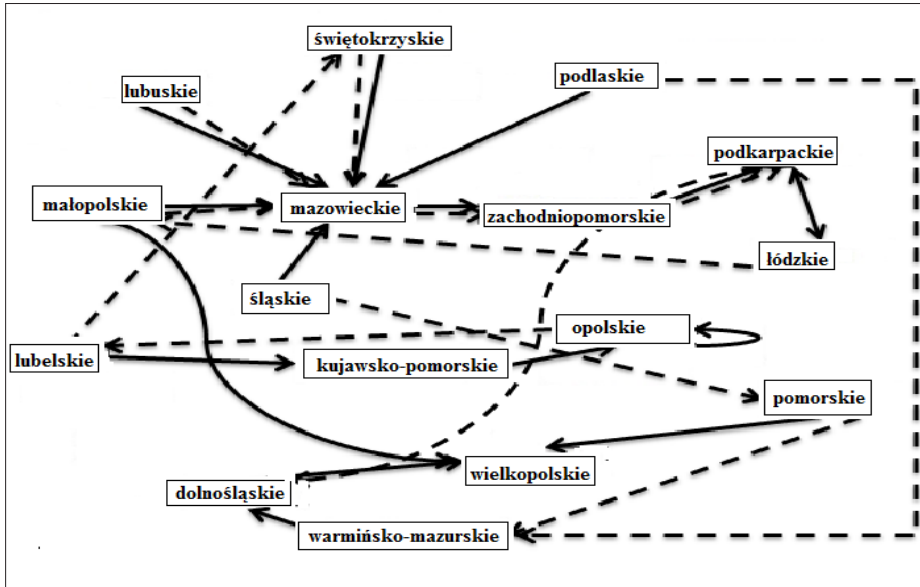 świętokrzyskie
podlaskie
lubuskie
podkarpackie
małopolskie
mazowieckie
zachodniopomorskie
łódzkie
śląskie
opolskie
lubelskie
kujawsko-pomorskie
pomorskie
wielkopolskie
dolnośląskie
warmińsko-mazurskie